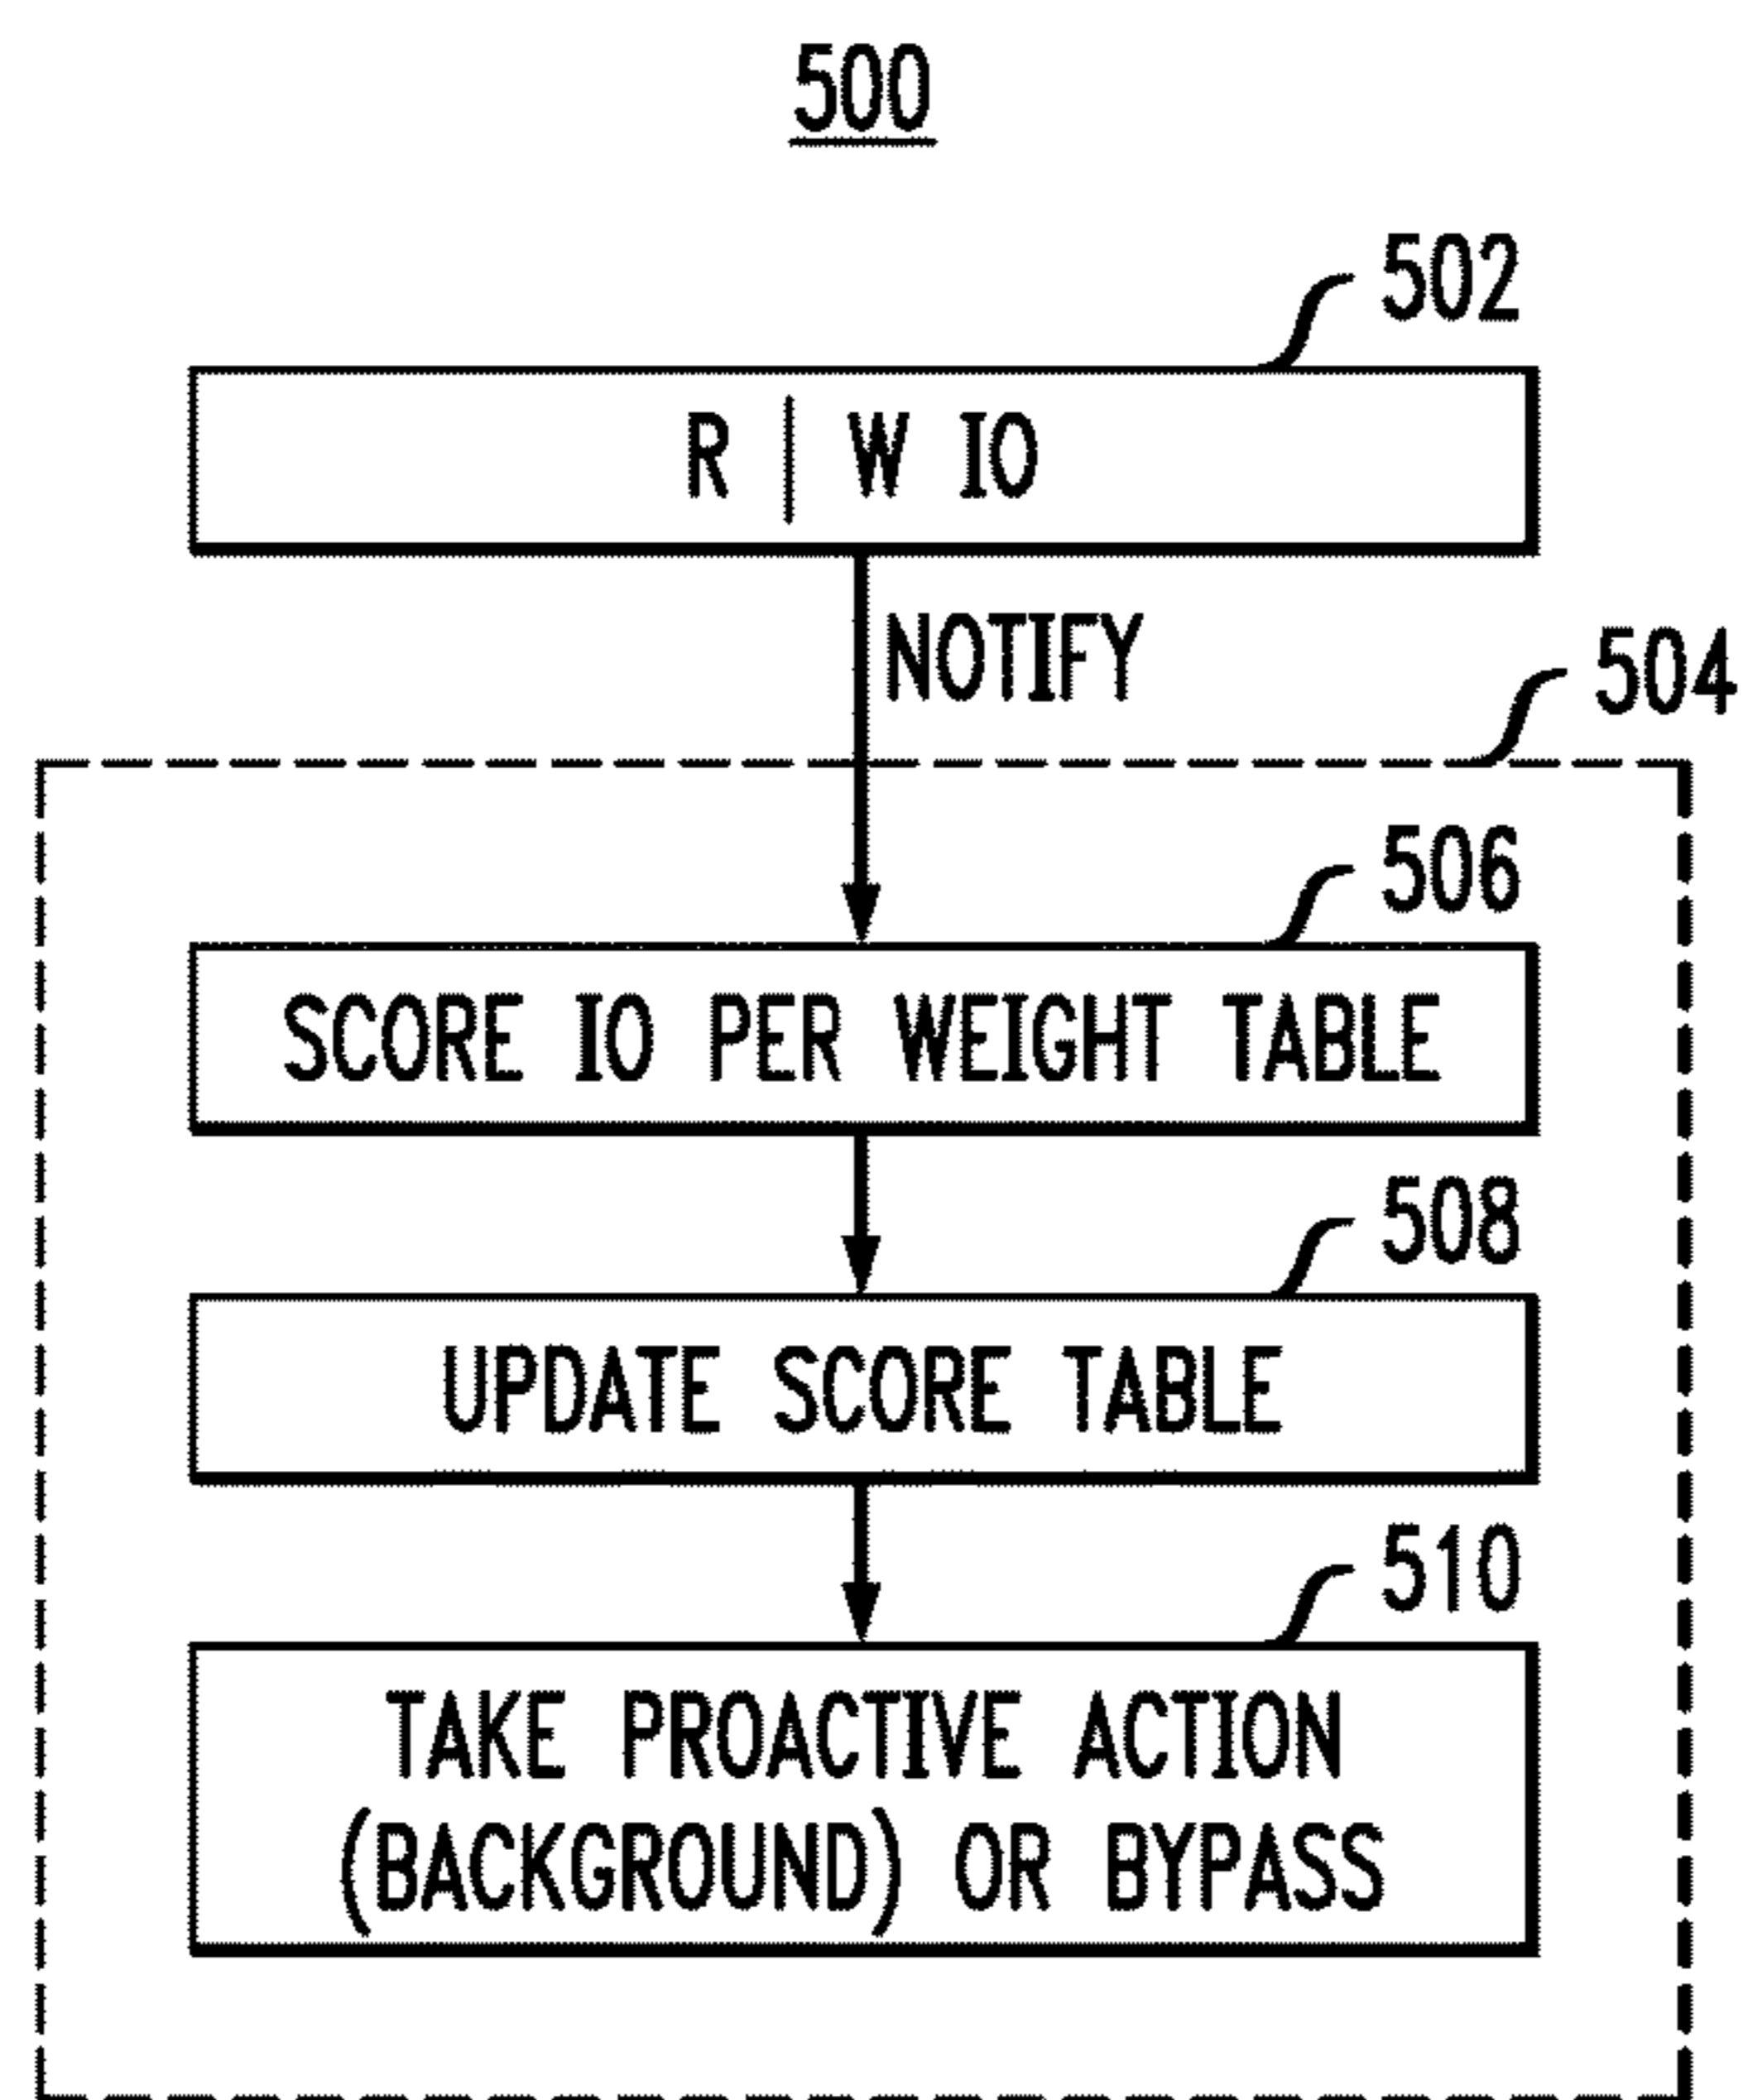 500
502
R | W IO
NOTIFY
504
506
SCORE IO PER WEIGHT TABLE
508
UPDATE SCORE TABLE
510
TAKE PROACTIVE ACTION
(BACKGROUND) OR BYPASS